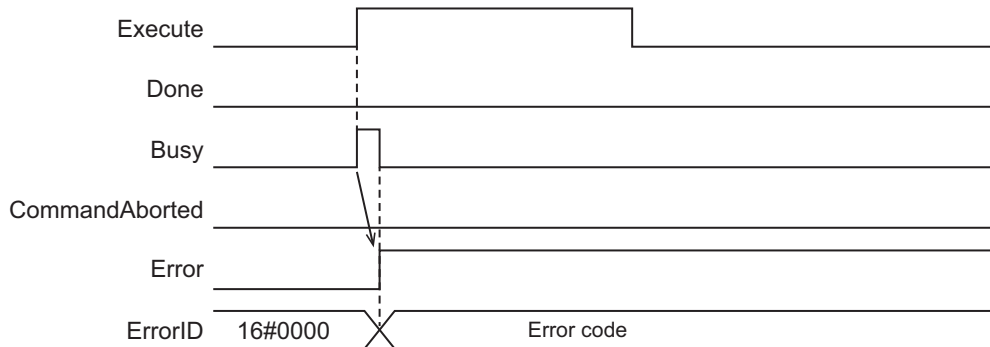 Execute
Done
Busy
CommandAborted
Error
ErrorID 16#0000 Error code